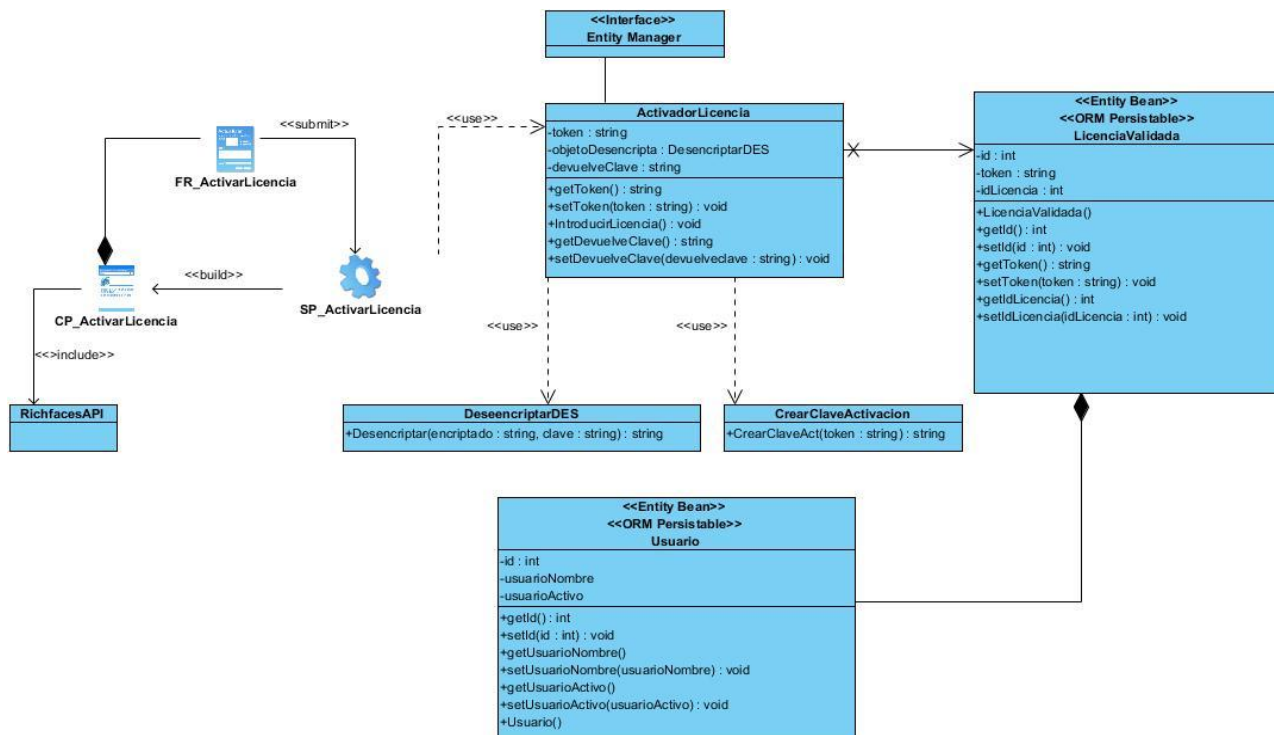 <<Interface>>
Entity Manager
<<submit>>
FR_ActivarLicencia
<<build>>
CP_ActivarLicencia
SP_ActivarLicencia
<<>include>>
RichfacesAPI
<<use>>
ActivadorLicencia
-token : string
-objetoDesencripta : DesencriptarDES
-devuelveClave : string
+getToken() : string
+setToken(token : string) : void
+IntroducirLicencia() : void
+getDevuelveClave() : string
+setDevuelveClave(devuelveclave : string) : void
<<Entity Bean>>
<<ORM Persistable>>
LicenciaValidada
-id : int
-token : string
-idLicencia : int
+LicenciaValidada()
+getId() : int
+setId(id : int) : void
+getToken() : string
+setToken(token : string) : void
+getIdLicencia() : int
+setIdLicencia(idLicencia : int) : void
<<use>>
<<use>>
DeseencriptarDES
+Desencriptar(encriptado : string, clave : string) : string
CrearClaveActivacion
+CrearClaveAct(token : string) : string
<<Entity Bean>>
<<ORM Persistable>>
Usuario
-id : int
-usuarioNombre
-usuarioActivo
+getId() : int
+setId(id : int) : void
+getUsuarioNombre()
+setUsuarioNombre(usuarioNombre) : void
+getUsuarioActivo()
+setUsuarioActivo(usuarioActivo) : void
+Usuario()